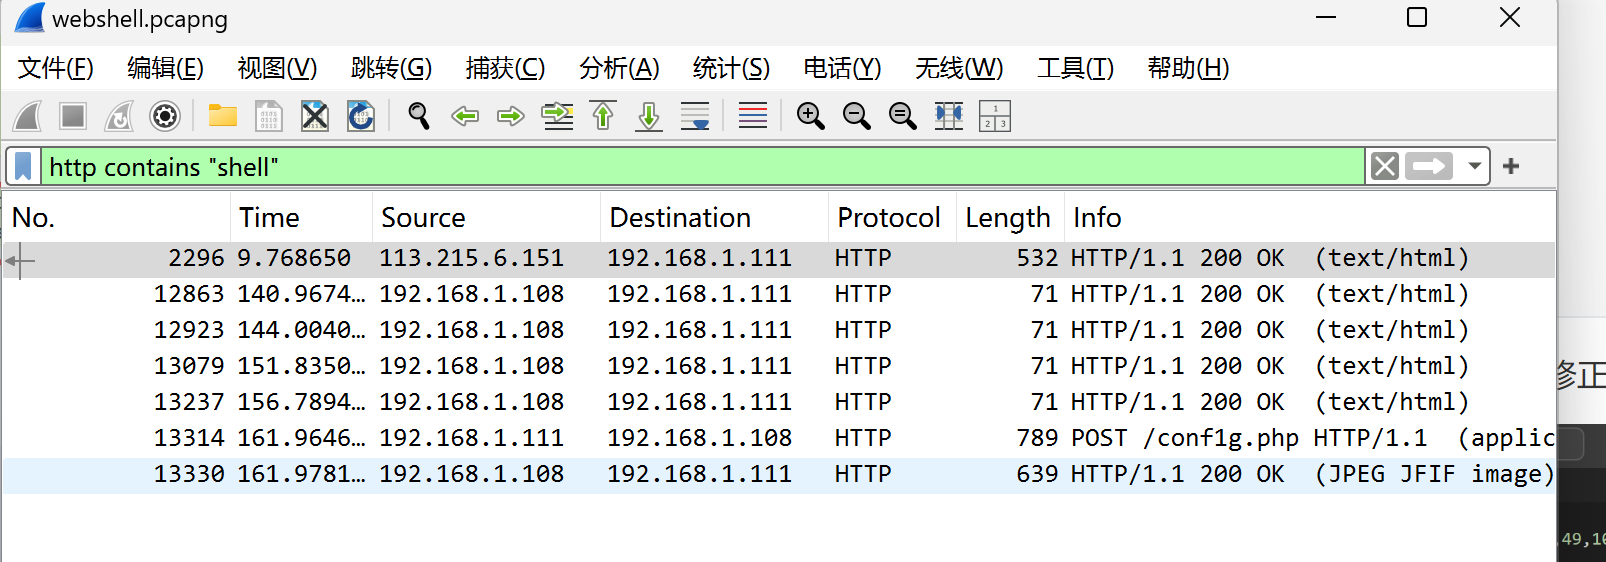 webshell.pcapng
文件(F) 编辑(E) 视图(V) 跳转(G) 捕获(C) 分析(A) 统计(S) 电话(Y) 无线(W) 工具(T) 帮助(H)
http contains "shell"
No. Time Source Destination Protocol Length Info
2296 9.768650 113.215.6.151 192.168.1.111 HTTP 532 HTTP/1.1 200 OK (text/html)
12863 140.9674… 192.168.1.108 192.168.1.111 HTTP 71 HTTP/1.1 200 OK (text/html)
12923 144.0040… 192.168.1.108 192.168.1.111 HTTP 71 HTTP/1.1 200 OK (text/html)
13079 151.8350… 192.168.1.108 192.168.1.111 HTTP 71 HTTP/1.1 200 OK (text/html)
13237 156.7894… 192.168.1.108 192.168.1.111 HTTP 71 HTTP/1.1 200 OK (text/html)
修正
13314 161.9646… 192.168.1.111 192.168.1.108 HTTP 789 POST /conf1g.php HTTP/1.1 (applic
13330 161.9781… 192.168.1.108 192.168.1.111 HTTP 639 HTTP/1.1 200 OK (JPEG JFIF image)
,49,10